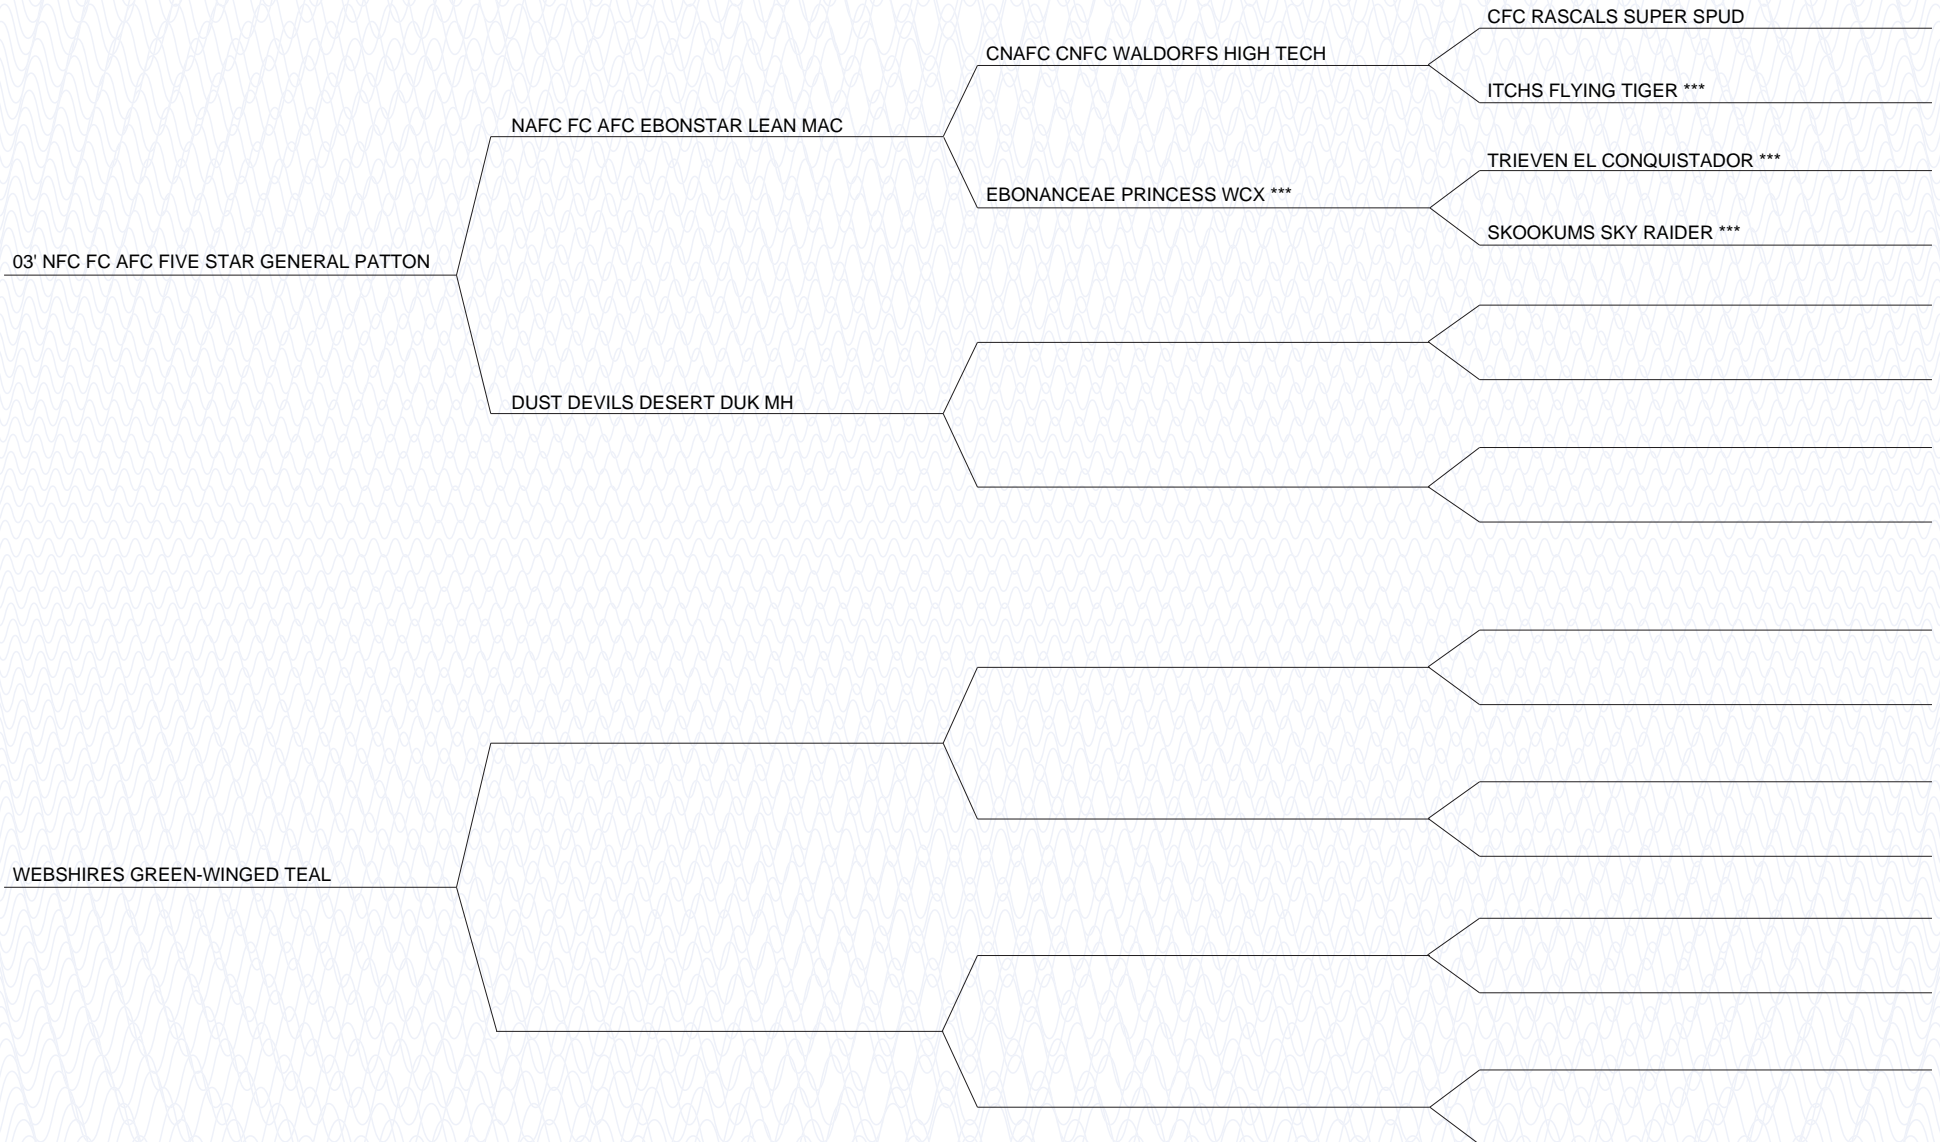 CFC RASCALS SUPER SPUD
CNAFC CNFC WALDORFS HIGH TECH
ITCHS FLYING TIGER ***
NAFC FC AFC EBONSTAR LEAN MAC
TRIEVEN EL CONQUISTADOR ***
EBONANCEAE PRINCESS WCX ***
SKOOKUMS SKY RAIDER ***
03' NFC FC AFC FIVE STAR GENERAL PATTON
DUST DEVILS DESERT DUK MH
WEBSHIRES GREEN-WINGED TEAL